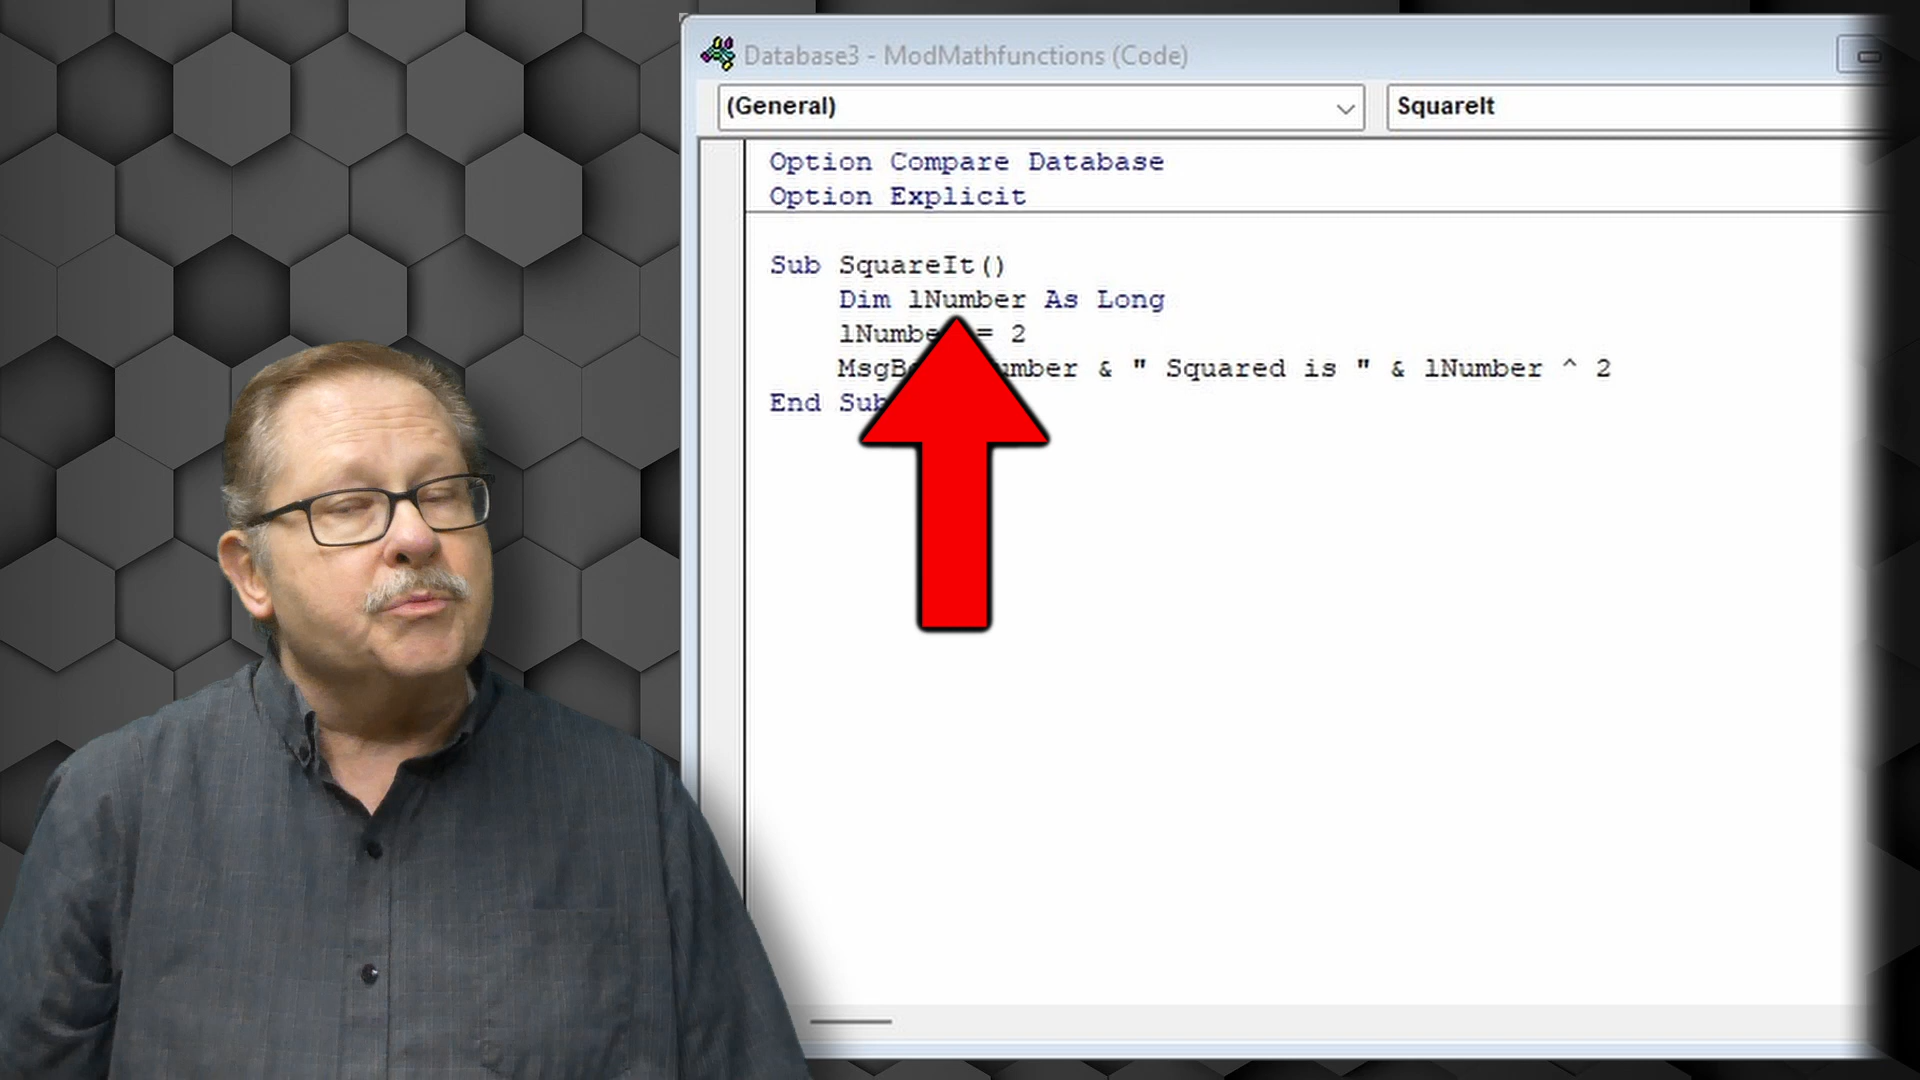 Database3 - ModMathfunctions (Code)
(General)
SquareIt
Option Compare Database
Option Explicit
Sub SquareIt()
Dim lNumber As Long
lNumbe = 2
MsgB umber & " Squared is " & lNumber ^ 2
End Sub